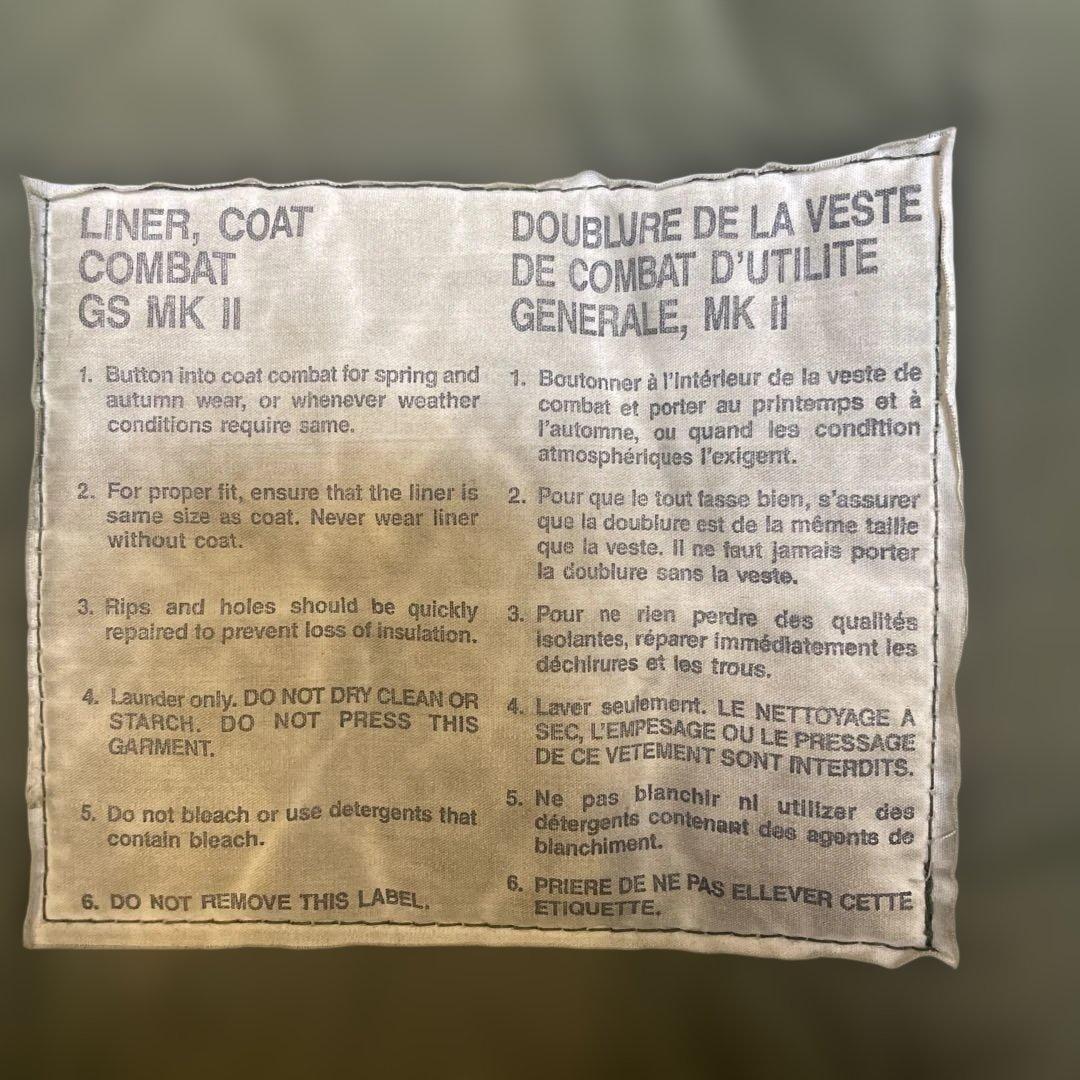 LINER, COAT
COMBAT
GS MK II
1. Button into coat combat for spring and
autumn wear, or whenever weather
conditions require same.
2. For proper fit, ensure that the liner is
same size as coat. Never wear liner
without coat.
3. Rips and holes should be quickly
repaired to prevent loss of insulation.
4. Launder only. DO NOT DRY CLEAN OR
STARCH. DO NOT PRESS THIS
GARMENT.
5. Do not bleach or use detergents that
contain bleach.
6. DO NOT REMOVE THIS LABEL.
DOUBLURE DE LA VESTE
DE COMBAT D'UTILITE
GENERALE, MK II
1. Boutonner à l'intérieur de la veste de
combat et porter au printemps et à
l'automne, ou quand les condition
atmosphériques l'exigent.
2. Pour que le tout fasse bien, s'assurer
que la doublure est de la même taille
que la veste. Il ne faut jamais porter
la doublure sans la veste.
3. Pour ne rien perdre des qualités
isolantes, réparer immédiatement les
déchirures et les trous.
4. Laver seulement. LE NETTOYAGE A
SEC, L'EMPESAGE OU LE PRESSAGE
DE CE VETEMENT SONT INTERDITS.
5. Ne pas blanchir ni utilizer des
détergents contenant des agents de
blanchiment.
6. PRIERE DE NE PAS ELLEVER CETTE
ETIQUETTE.